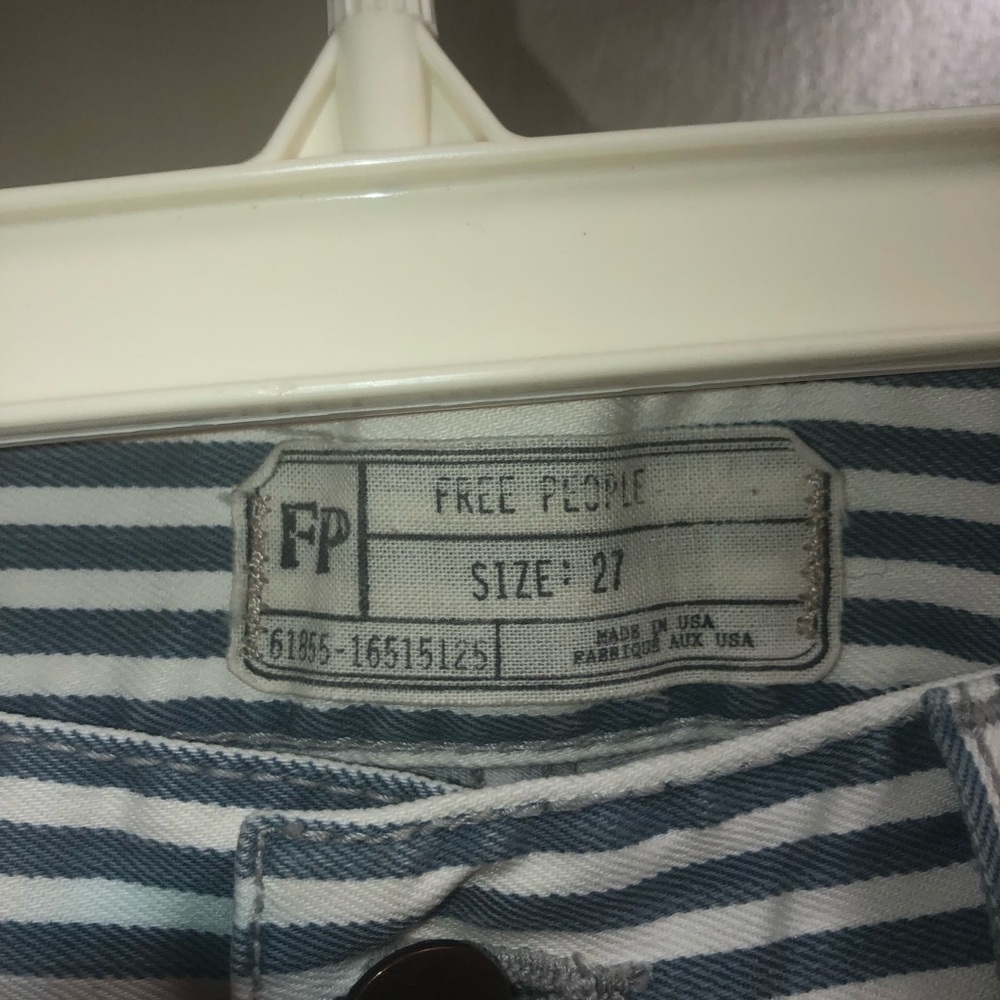 FP
FREE PEOPLE
SIZE: 27
61855-16515125
MADE IN USA
FABRIQUE AUX USA